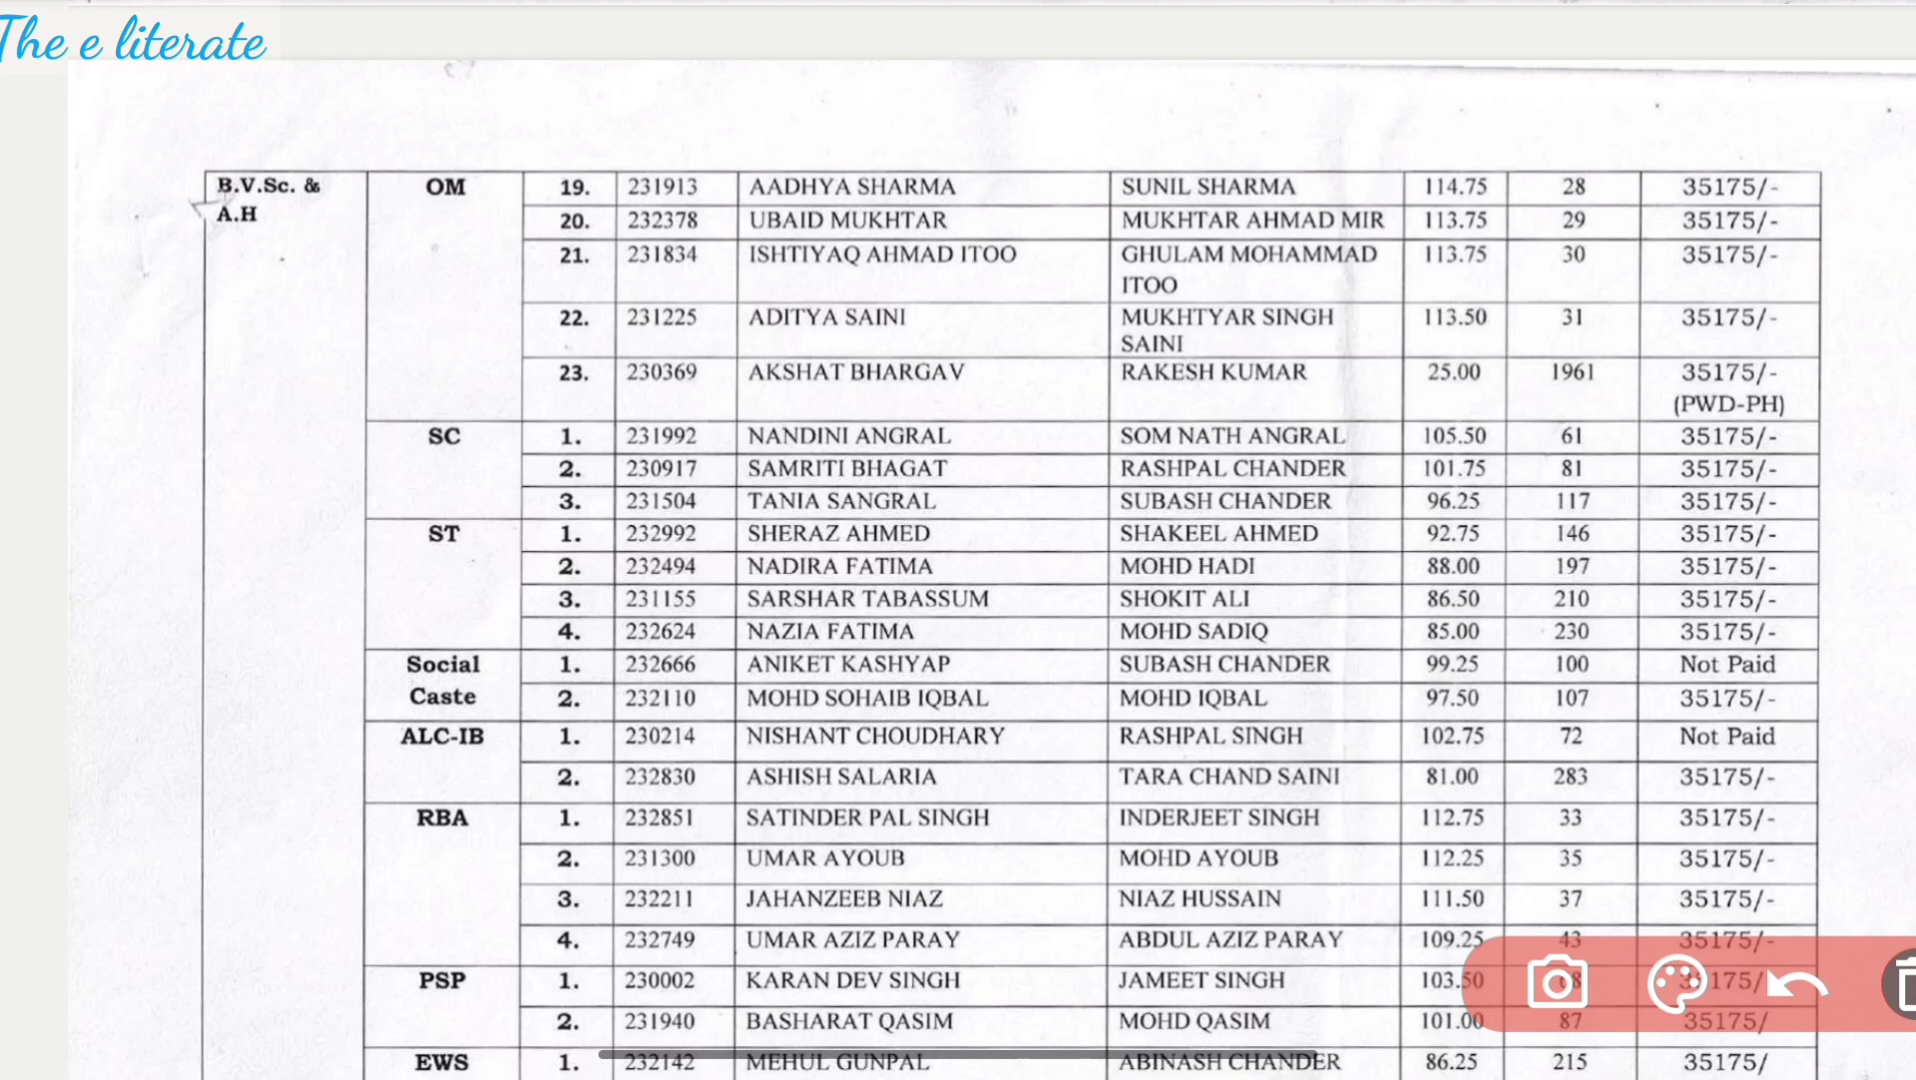 The e literate
B.V.Sc. & A.H OM 19. 231913 AADHYA SHARMA SUNIL SHARMA 114.75 28 35175/-
20. 232378 UBAID MUKHTAR MUKHTAR AHMAD MIR 113.75 29 35175/-
21. 231834 ISHTIYAQ AHMAD ITOO GHULAM MOHAMMAD ITOO 113.75 30 35175/-
22. 231225 ADITYA SAINI MUKHTYAR SINGH SAINI 113.50 31 35175/-
23. 230369 AKSHAT BHARGAV RAKESH KUMAR 25.00 1961 35175/- (PWD-PH)
SC 1. 231992 NANDINI ANGRAL SOM NATH ANGRAL 105.50 61 35175/-
2. 230917 SAMRITI BHAGAT RASHPAL CHANDER 101.75 81 35175/-
3. 231504 TANIA SANGRAL SUBASH CHANDER 96.25 117 35175/-
ST 1. 232992 SHERAZ AHMED SHAKEEL AHMED 92.75 146 35175/-
2. 232494 NADIRA FATIMA MOHD HADI 88.00 197 35175/-
3. 231155 SARSHAR TABASSUM SHOKIT ALI 86.50 210 35175/-
4. 232624 NAZIA FATIMA MOHD SADIQ 85.00 230 35175/-
Social Caste 1. 232666 ANIKET KASHYAP SUBASH CHANDER 99.25 100 Not Paid
2. 232110 MOHD SOHAIB IQBAL MOHD IQBAL 97.50 107 35175/-
ALC-IB 1. 230214 NISHANT CHOUDHARY RASHPAL SINGH 102.75 72 Not Paid
2. 232830 ASHISH SALARIA TARA CHAND SAINI 81.00 283 35175/-
RBA 1. 232851 SATINDER PAL SINGH INDERJEET SINGH 112.75 33 35175/-
2. 231300 UMAR AYOUB MOHD AYOUB 112.25 35 35175/-
3. 232211 JAHANZEEB NIAZ NIAZ HUSSAIN 111.50 37 35175/-
4. 232749 UMAR AZIZ PARAY ABDUL AZIZ PARAY 109.25 43 35175/-
PSP 1. 230002 KARAN DEV SINGH JAMEET SINGH 103.50
2. 231940 BASHARAT QASIM MOHD QASIM 101.00 87 35175/
EWS 1. 232142 MEHUL GUNPAL ABINASH CHANDER 86.25 215 35175/